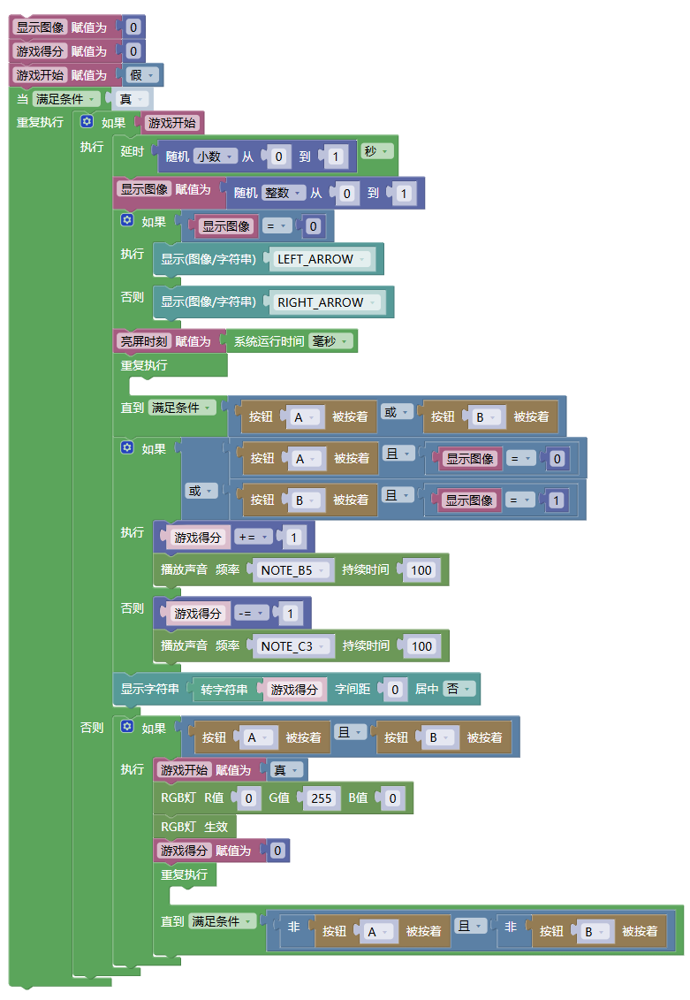 显示图像 赋值为 0
游戏得分 赋值为 0
游戏开始 赋值为 假
当 满足条件 真
重复执行 如果 游戏开始
执行 延时 随机 小数 从 0 到 1 秒
显示图像 赋值为 随机 整数 从 0 到 1
如果 显示图像 = 0
执行 显示(图像/字符串) LEFT_ARROW
否则 显示(图像/字符串) RIGHT_ARROW
亮屏时刻 赋值为 系统运行时间 毫秒
重复执行
直到 满足条件 按钮 A 被按着 或 按钮 B 被按着
如果 按钮 A 被按着 且 显示图像 = 0
或 按钮 B 被按着 且 显示图像 = 1
执行 游戏得分 += 1
播放声音 频率 NOTE_B5 持续时间 100
否则 游戏得分 -= 1
播放声音 频率 NOTE_C3 持续时间 100
显示字符串 转字符串 游戏得分 字间距 0 居中 否
否则 如果 按钮 A 被按着 且 按钮 B 被按着
执行 游戏开始 赋值为 真
RGB灯 R值 0 G值 255 B值 0
RGB灯 生效
游戏得分 赋值为 0
重复执行
直到 满足条件 非 按钮 A 被按着 且 非 按钮 B 被按着